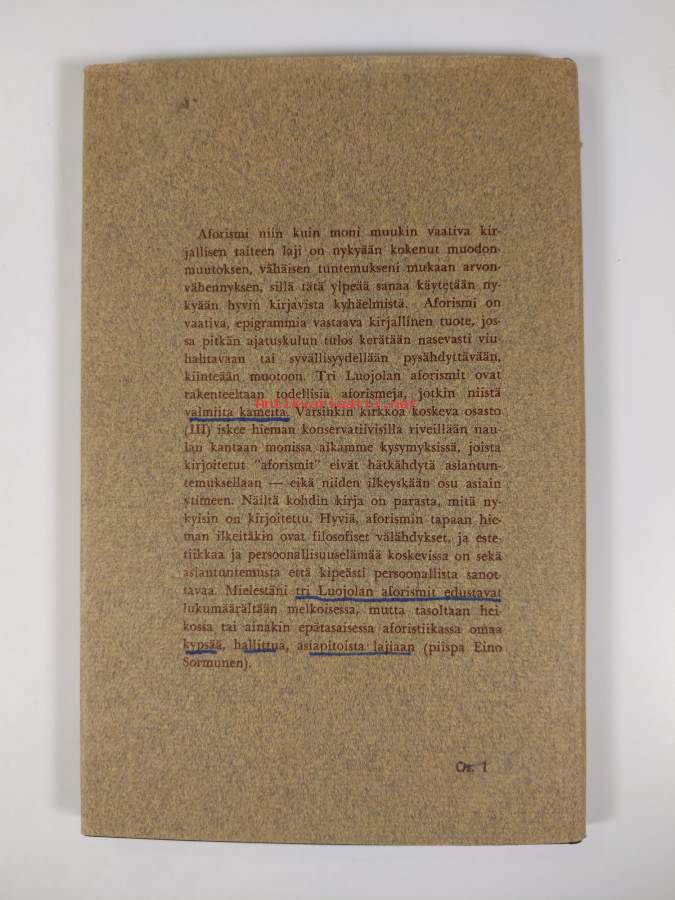 Aforismi niin kuin moni muukin vaativa kir-
jallisen taiteen laji on nykyään kokenut muodon-
muutoksen, vähäisen tuntemukseni mukaan arvon-
vähennyksen, sillä tätä ylpeää sanaa käytetään ny-
kyään hyvin kirjavista kyhäelmistä. Aforismi on
vaativa, epigrammia vastaava kirjallinen tuote, jos-
sa pitkän ajatuskulun tulos kerätään nasevasti viu-
hahtavaan tai syvällisyydellään pysähdyttävään,
kiinteään muotoon. Tri Luojolan aforismit ovat
rakenteeltaan todellisia aforismeja, jotkin niistä
Antikvariaatti.net
valmiita kameita. Varsinkin kirkkoa koskeva osasto
(III) iskee hieman konservatiivisilla riveillään nau-
lan kantaan monissa aikamme kysymyksissä, joista
kirjoitetut "aforismit" eivät hätkähdytä asiantun-
temuksellaan — eikä niiden ilkeyskään osu asiain
ytimeen. Näiltä kohdin kirja on parasta, mitä ny-
kyisin on kirjoitettu. Hyviä, aforismin tapaan hie-
man ilkeitäkin ovat filosofiset välähdykset, ja este-
tiikkaa ja persoonallisuuselämää koskevissa on sekä
asiantuntemusta että kipeästi persoonallista sanot-
tavaa. Mielestäni tri Luojolan aforismit edustavat
lukumäärältään melkoisessa, mutta tasoltaan hei-
kossa tai ainakin epätasaisessa aforistiikassa omaa
kypsää, hallittua, asiapitoista lajiaan (piispa Eino
Sormunen).
Or. 1